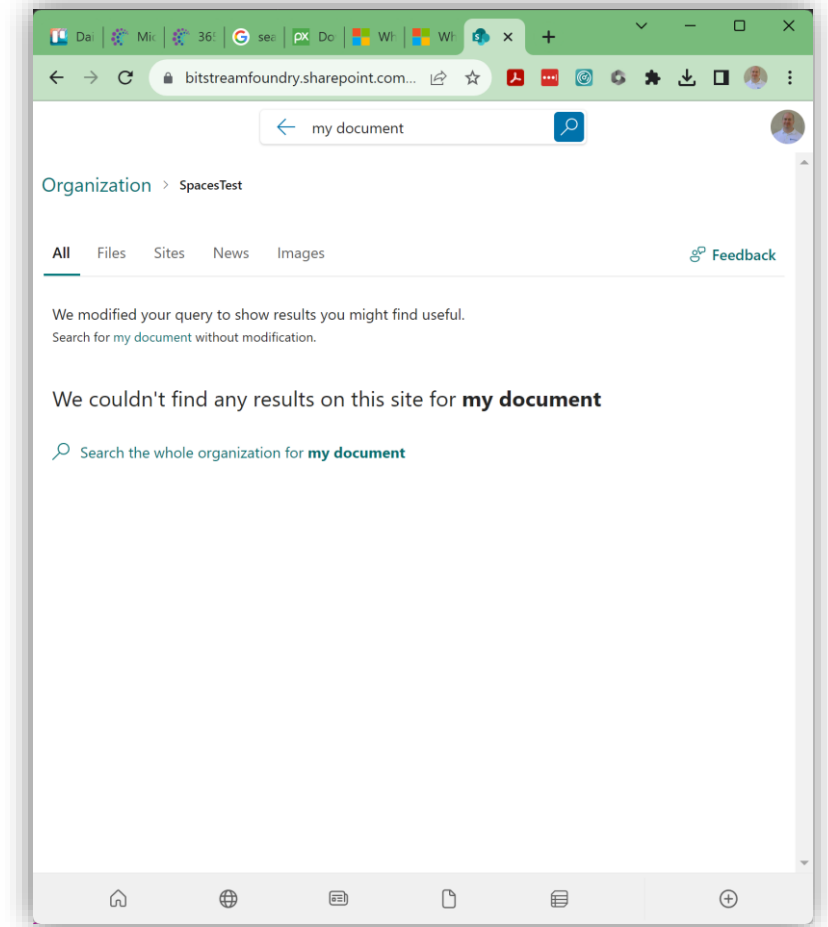 Dai Mic 365 sea Do Wh Wh
bitstreamfoundry.sharepoint.com...
my document
Organization > SpacesTest
All Files Sites News Images Feedback
We modified your query to show results you might find useful.
Search for my document without modification.
We couldn't find any results on this site for my document
Search the whole organization for my document